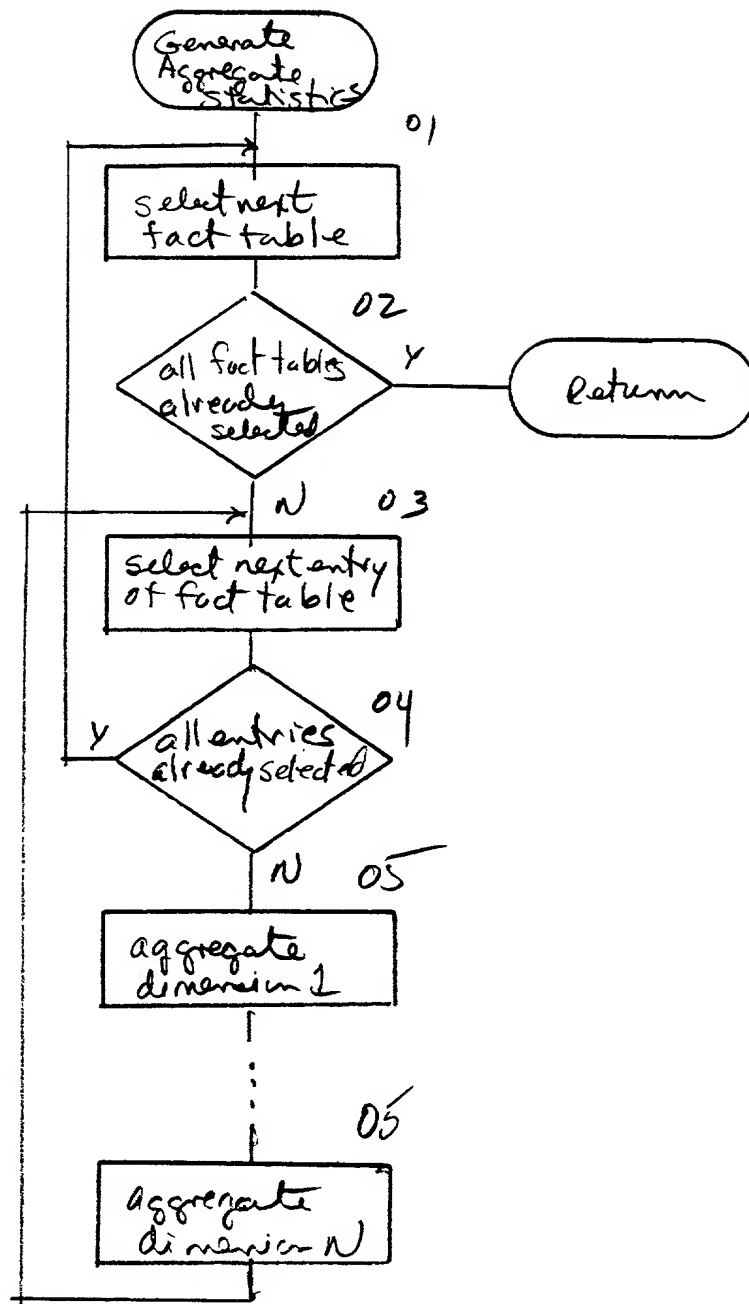 Generate
Aggregate
Statistics
01
select next
fact table
02
all fact tables
already
selected
Y
Return
N
03
select next entry
of fact table
04
Y
all entries
already selected
N
05
aggregate
dimension 1
05
aggregate
dimension N